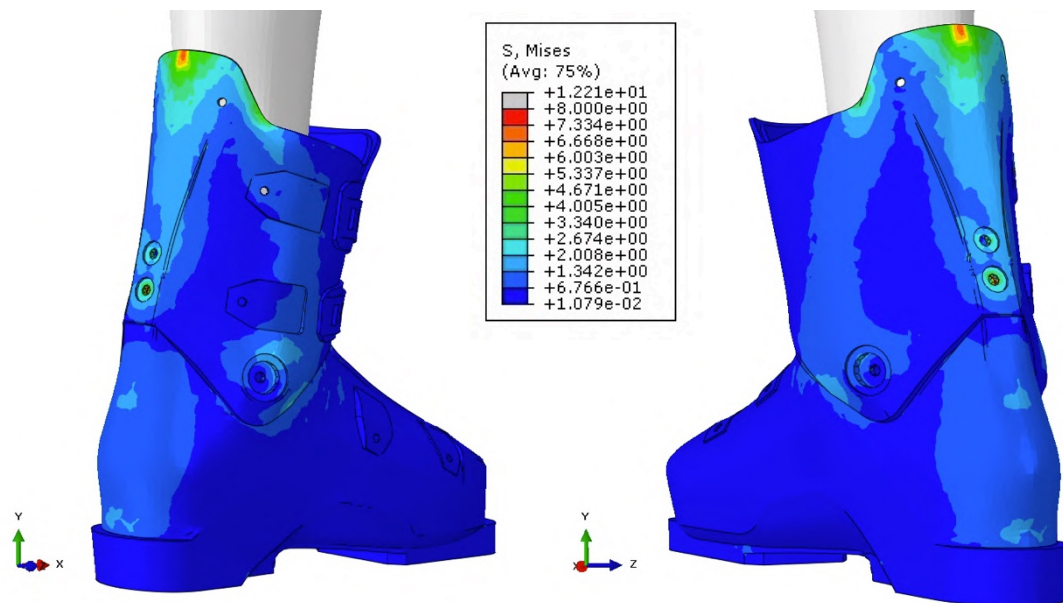 S, Mises
(Avg: 75%)
+1.221e+01
+8.000e+00
+7.334e+00
+6.668e+00
+6.003e+00
+5.337e+00
+4.671e+00
+4.005e+00
+3.340e+00
+2.674e+00
+2.008e+00
+1.342e+00
+6.766e-01
+1.079e-02
Y
X
Y
X
Z